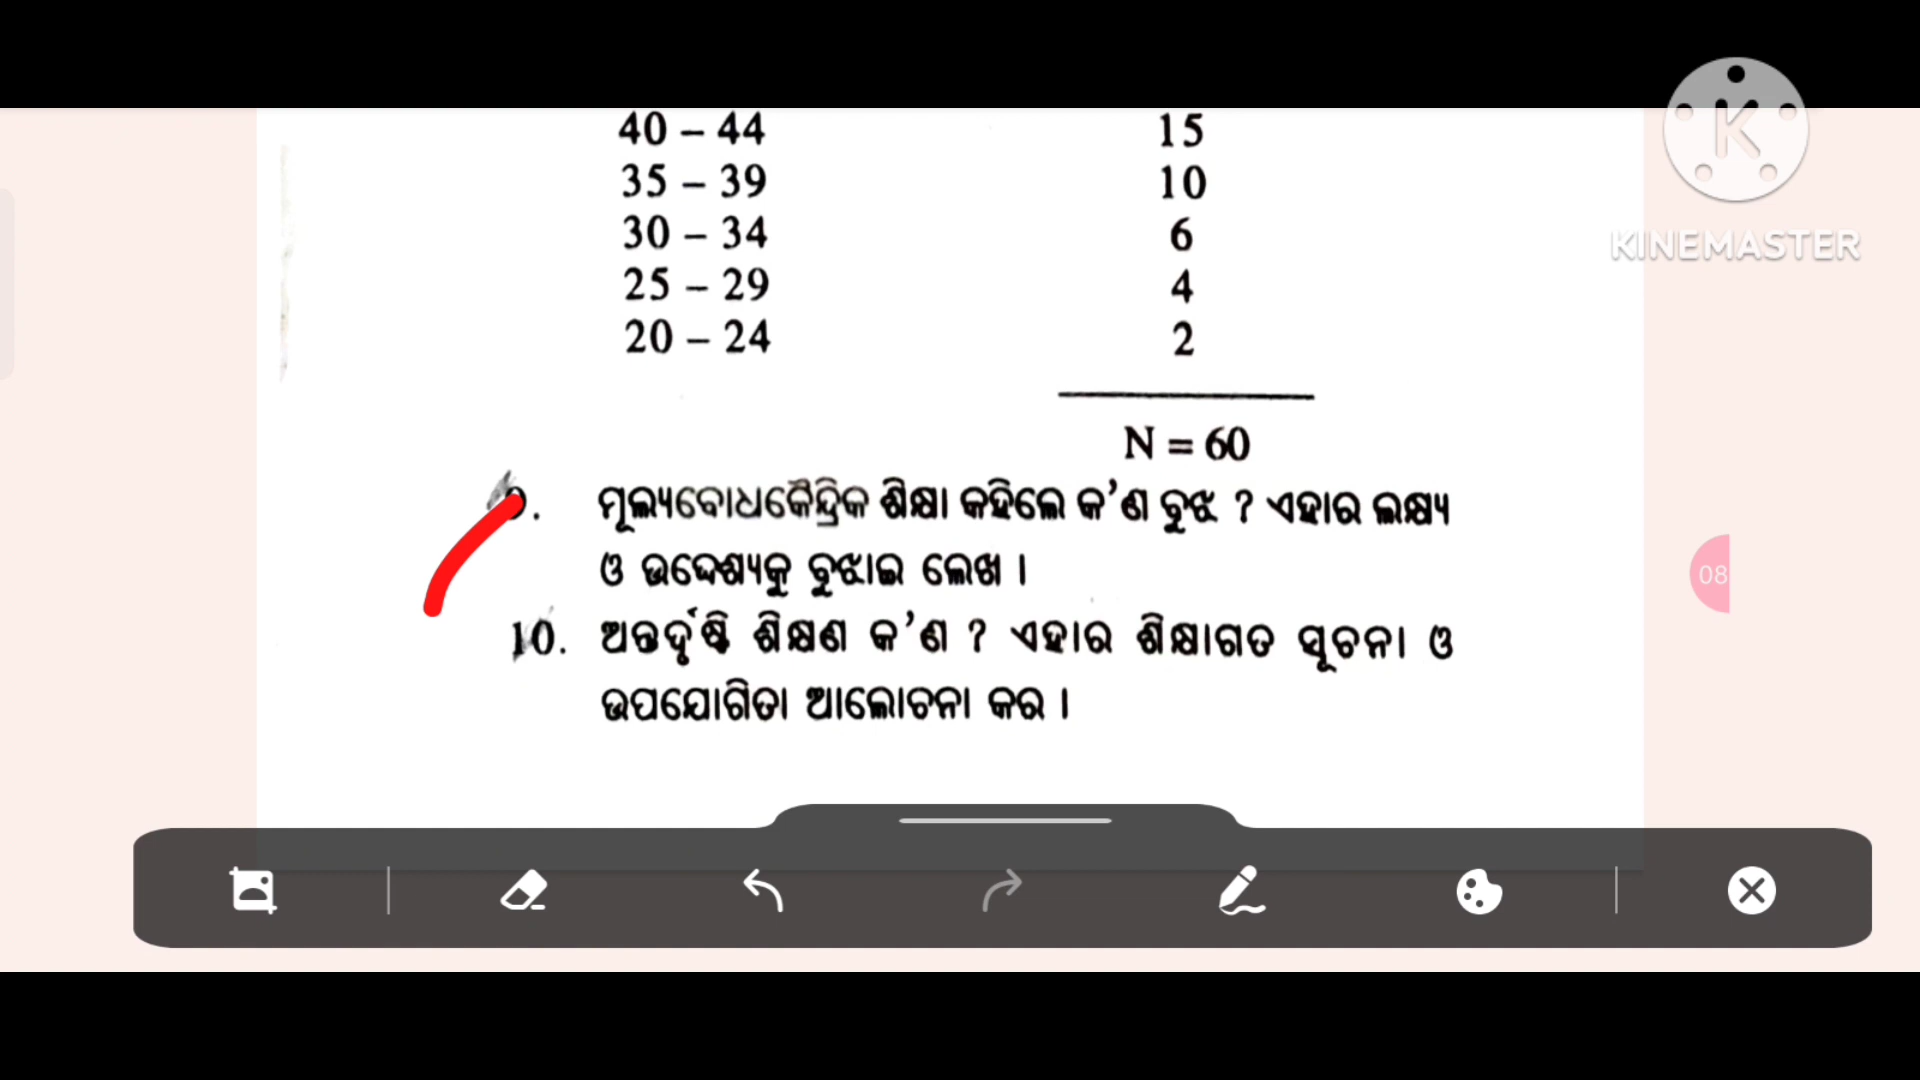 40 – 44 15
35 – 39 10
30 – 34 6
25 – 29 4
20 – 24 2
N = 60
9. ମୂଲ୍ୟବୋଧକୈନ୍ଦ୍ରିକ ଶିକ୍ଷା କହିଲେ କ'ଣ ବୁଝ ? ଏହାର ଲକ୍ଷ୍ୟ
ଓ ଉଦ୍ଦେଶ୍ୟକୁ ବୁଝାଇ ଲେଖ ।
10. ଅନ୍ତର୍ଦୃଷ୍ଟି ଶିକ୍ଷଣ କ'ଣ ? ଏହାର ଶିକ୍ଷାଗତ ସୂଚନା ଓ
ଉପଯୋଗିତା ଆଲୋଚନା କର ।
K
KINEMASTER
08